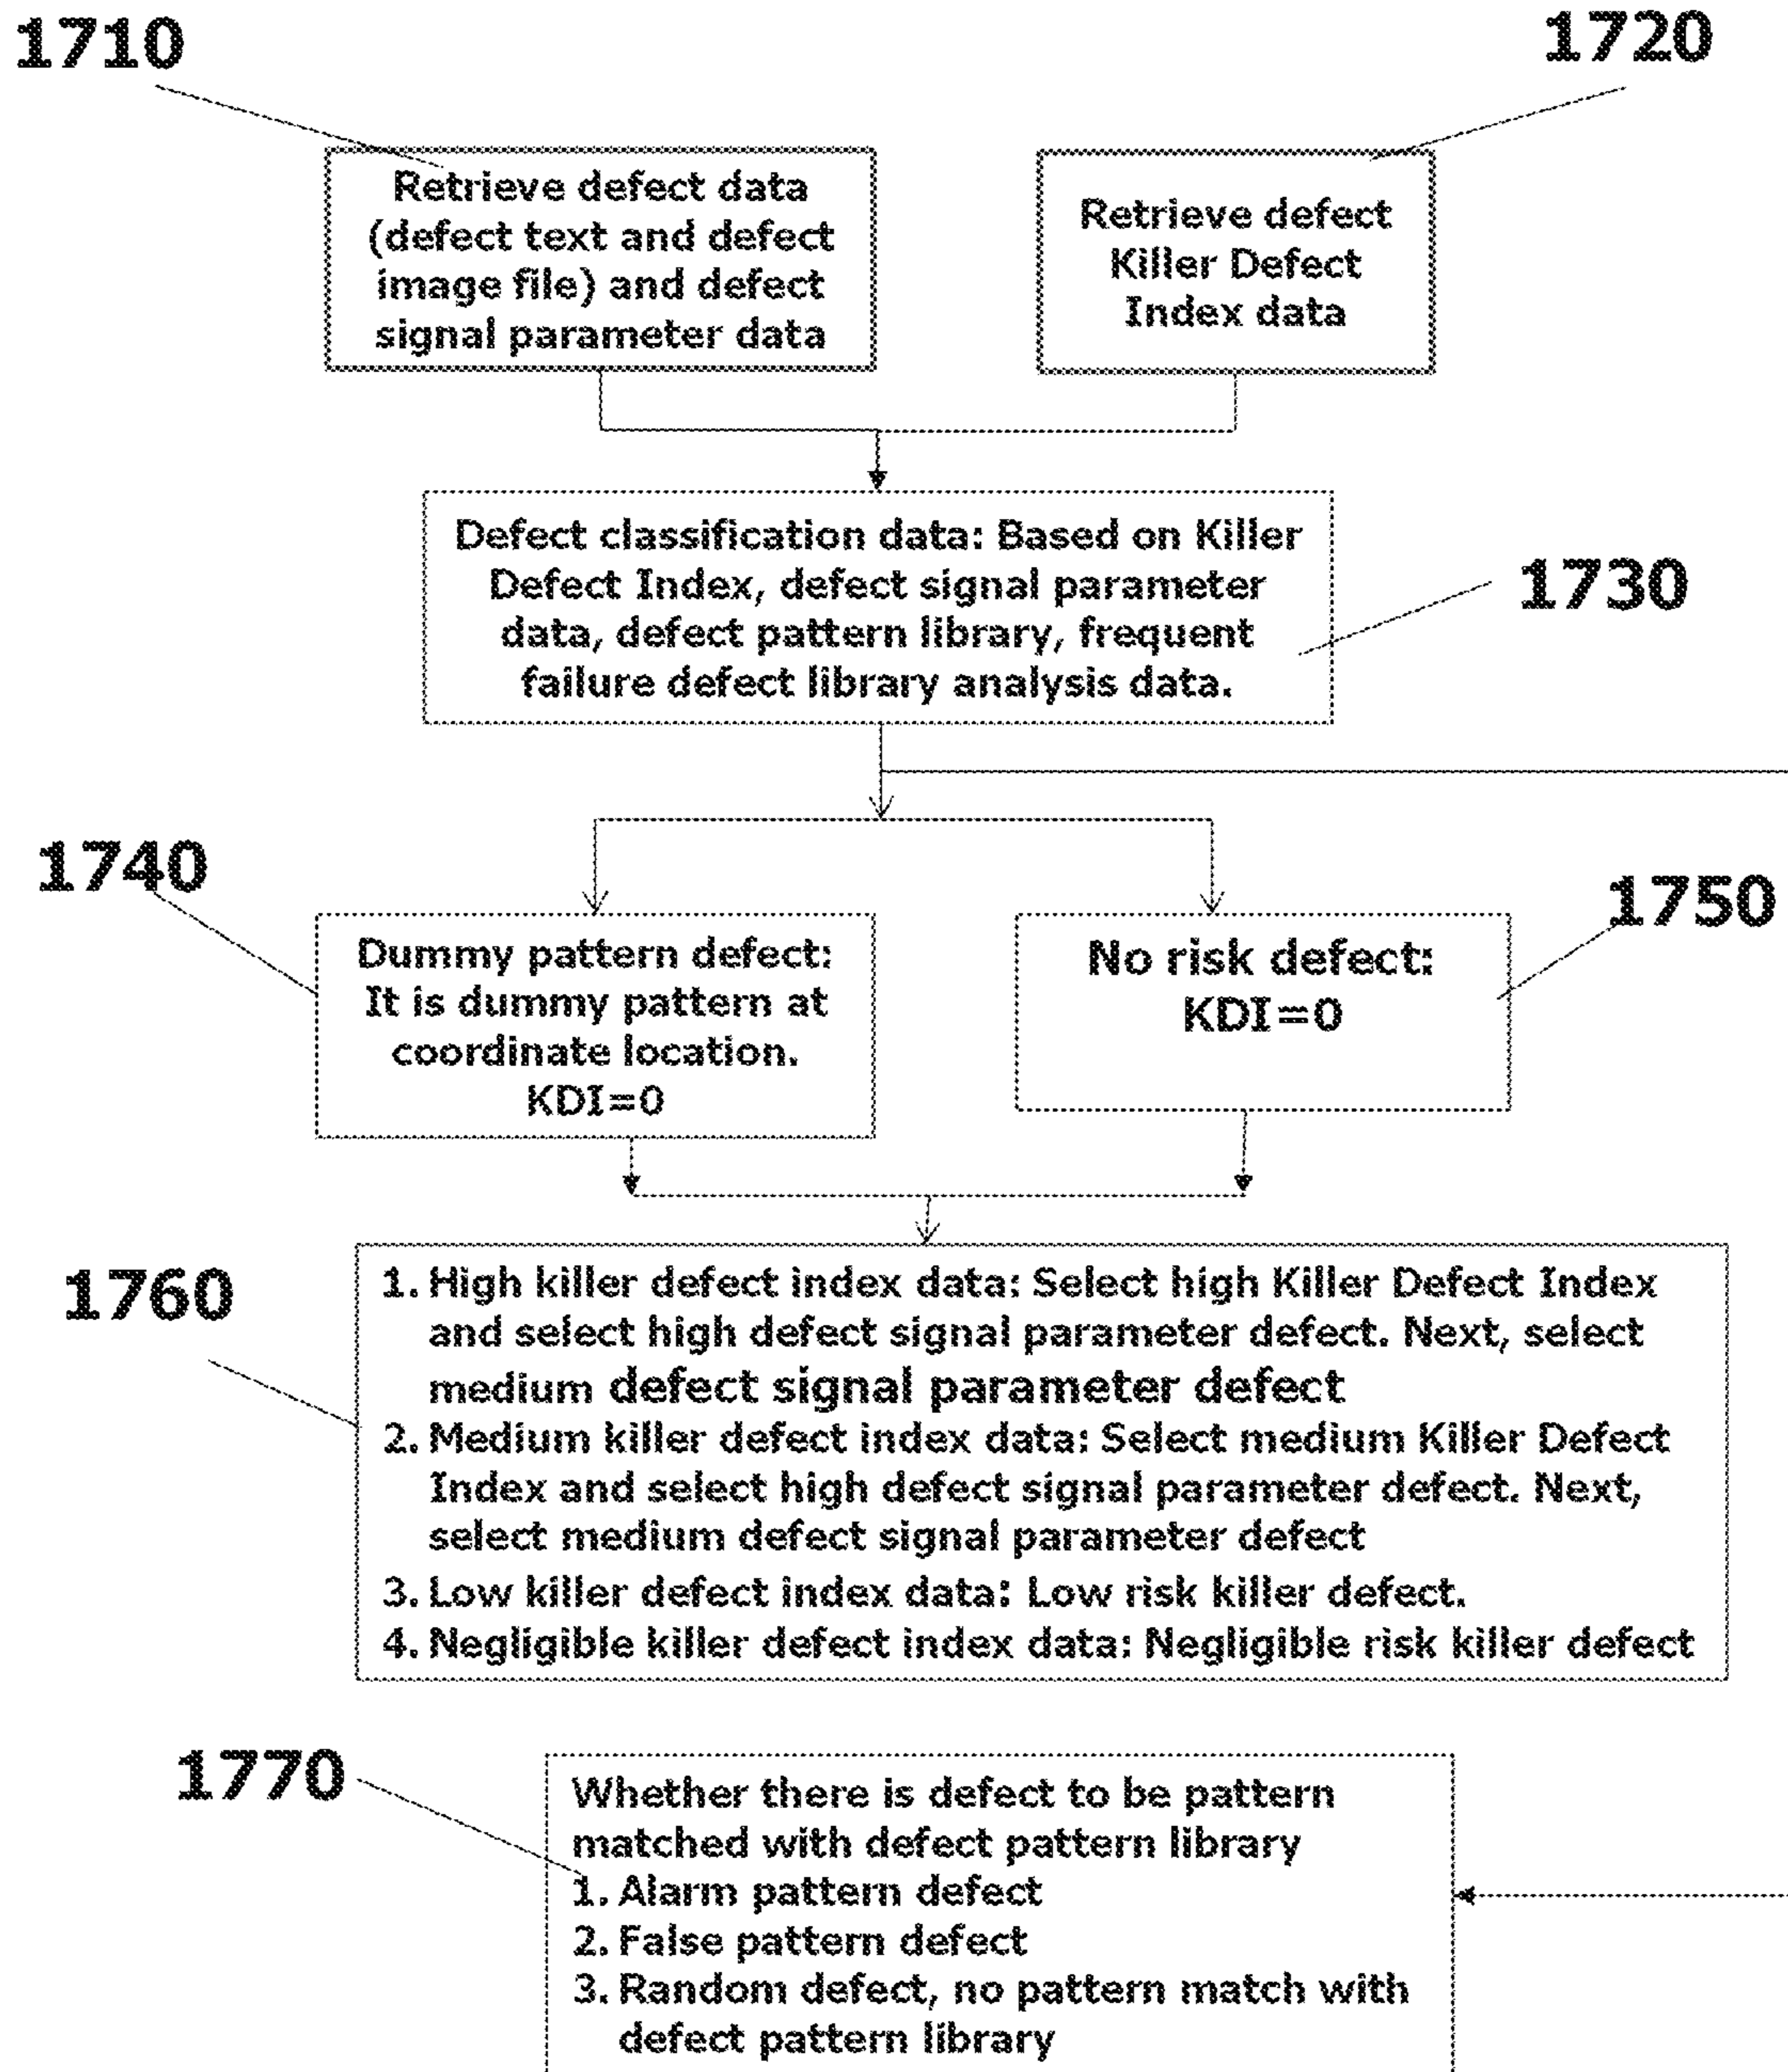 1710
1720
Retrieve defect data
(defect text and defect
image file) and defect
signal parameter data
Retrieve defect
Killer Defect
Index data
Defect classification data: Based on Killer
Defect Index, defect signal parameter
data, defect pattern library, frequent
failure defect library analysis data.
1730
1740
1750
Dummy pattern defect:
It is dummy pattern at
coordinate location.
KDI=0
No risk defect:
KDI=0
1760
1. High killer defect index data: Select high Killer Defect Index
and select high defect signal parameter defect. Next, select
medium defect signal parameter defect
2. Medium killer defect index data: Select medium Killer Defect
Index and select high defect signal parameter defect. Next,
select medium defect signal parameter defect
3. Low killer defect index data: Low risk killer defect.
4. Negligible killer defect index data: Negligible risk killer defect
1770
Whether there is defect to be pattern
matched with defect pattern library
1. Alarm pattern defect
2. False pattern defect
3. Random defect, no pattern match with
defect pattern library